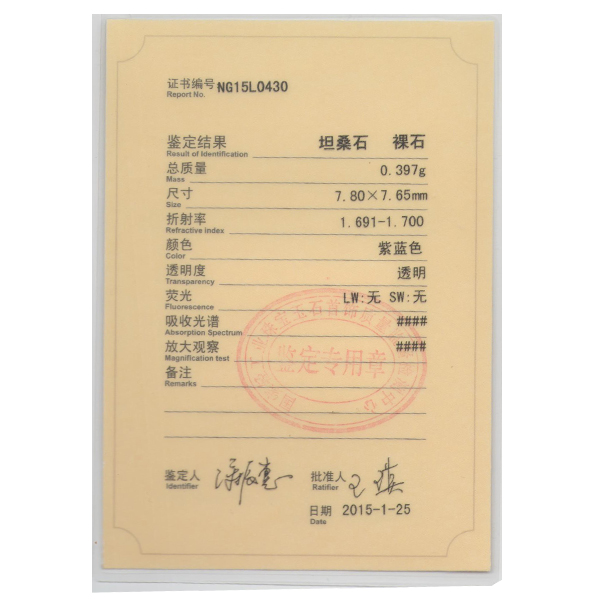 证书编号 NG15L0430
Report No.
鉴定结果 坦桑石 裸石
Result of Identification
总质量 0.397g
Mass
尺寸 7.80×7.65mm
Size
折射率 1.691-1.700
Refractive Index
颜色 紫蓝色
Color
透明度 透明
Transparency
荧光 LW:无 SW:无
Fluorescence
吸收光谱 ####
Absorption Spectrum
放大观察 ####
Magnification test
备注
Remarks
鉴定专用章
鉴定人 批准人
Identifier Ratifier
日期 2015-1-25
Date